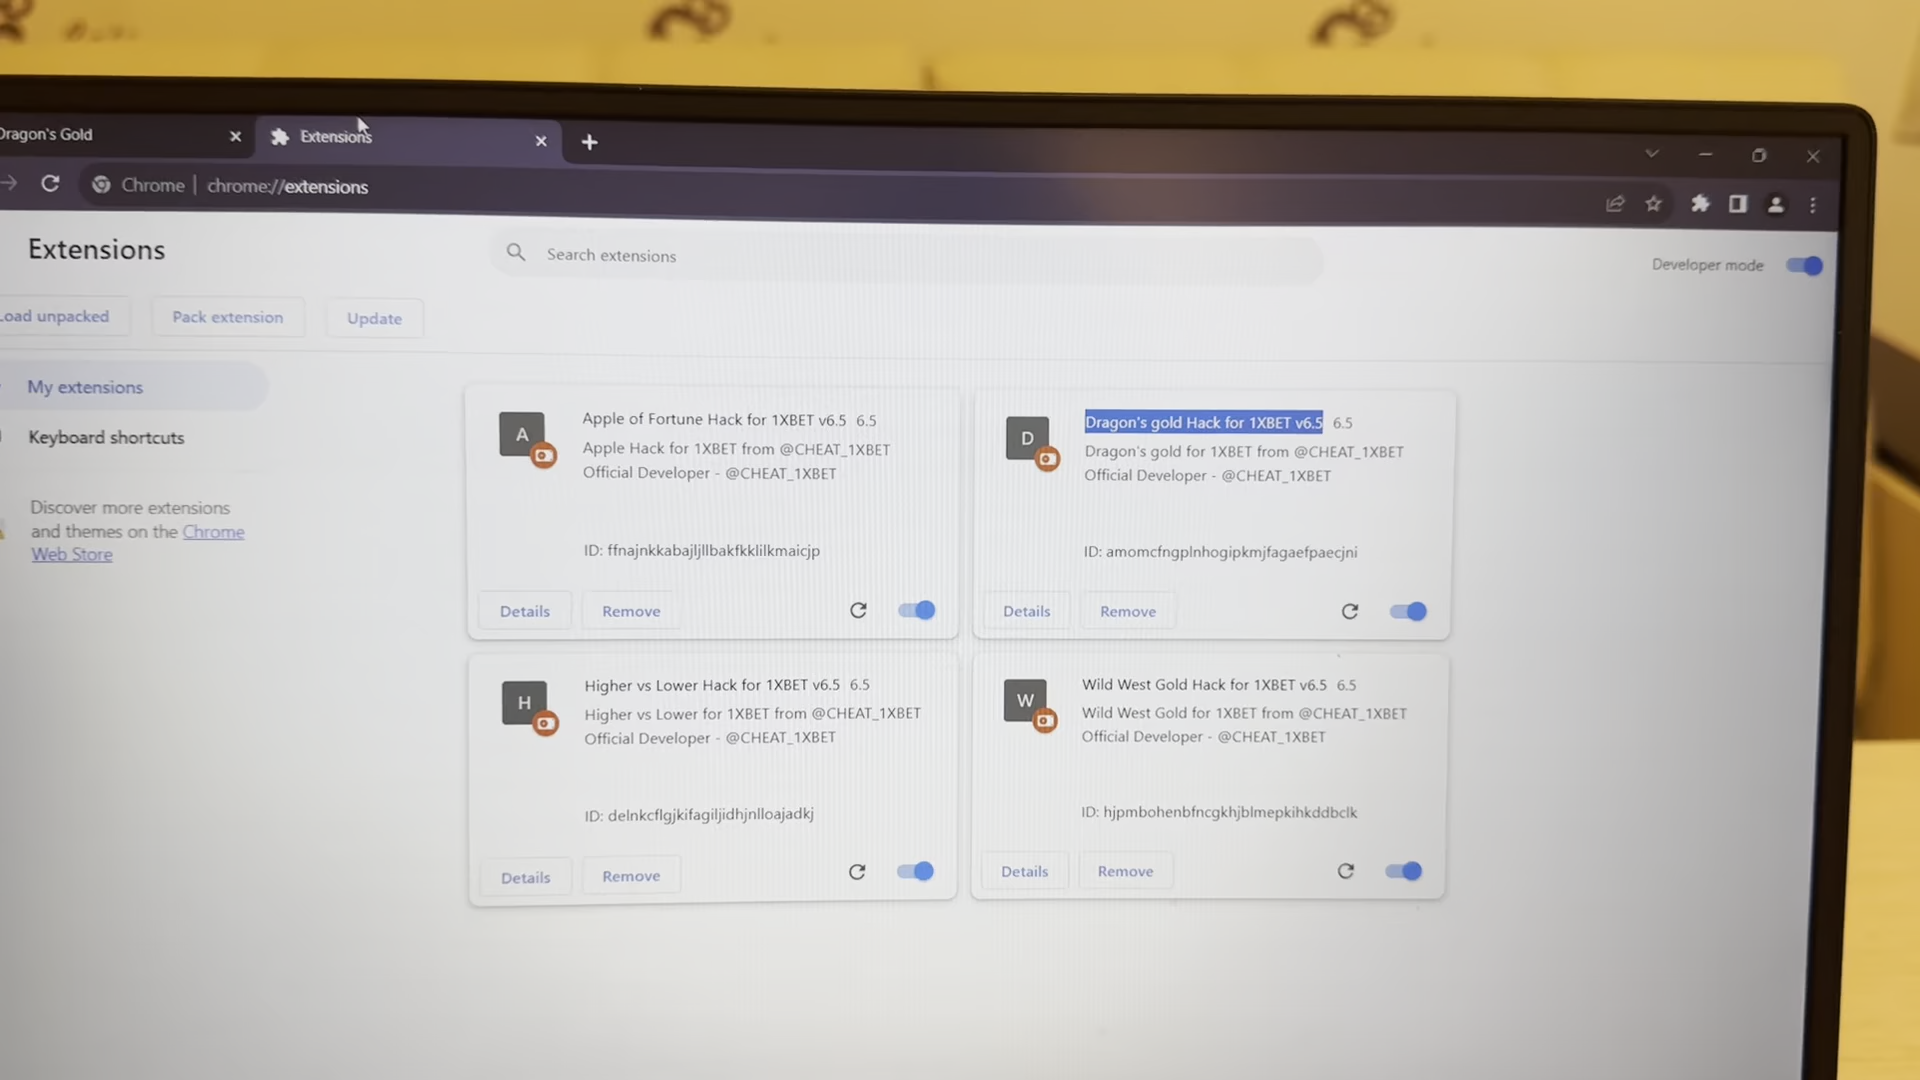 Dragon's Gold
Extensions
Chrome | chrome://extensions
Extensions
Search extensions
Developer mode
Load unpacked
Pack extension
Update
My extensions
Keyboard shortcuts
Discover more extensions
and themes on the Chrome
Web Store
A
Apple of Fortune Hack for 1XBET v6.5 6.5
Apple Hack for 1XBET from @CHEAT_1XBET
Official Developer - @CHEAT_1XBET
ID: ffnajnkkabajljllbakfkklilkmaicjp
Details
Remove
D
Dragon's gold Hack for 1XBET v6.5 6.5
Dragon's gold for 1XBET from @CHEAT_1XBET
Official Developer - @CHEAT_1XBET
ID: amomcfngplnhogipkmjfagaefpaecjni
Details
Remove
H
Higher vs Lower Hack for 1XBET v6.5 6.5
Higher vs Lower for 1XBET from @CHEAT_1XBET
Official Developer - @CHEAT_1XBET
ID: delnkcflgjkifagiljidhjnlloajadkj
Details
Remove
W
Wild West Gold Hack for 1XBET v6.5 6.5
Wild West Gold for 1XBET from @CHEAT_1XBET
Official Developer - @CHEAT_1XBET
ID: hjpmbohenbfncgkhjblmepkihkddbclk
Details
Remove